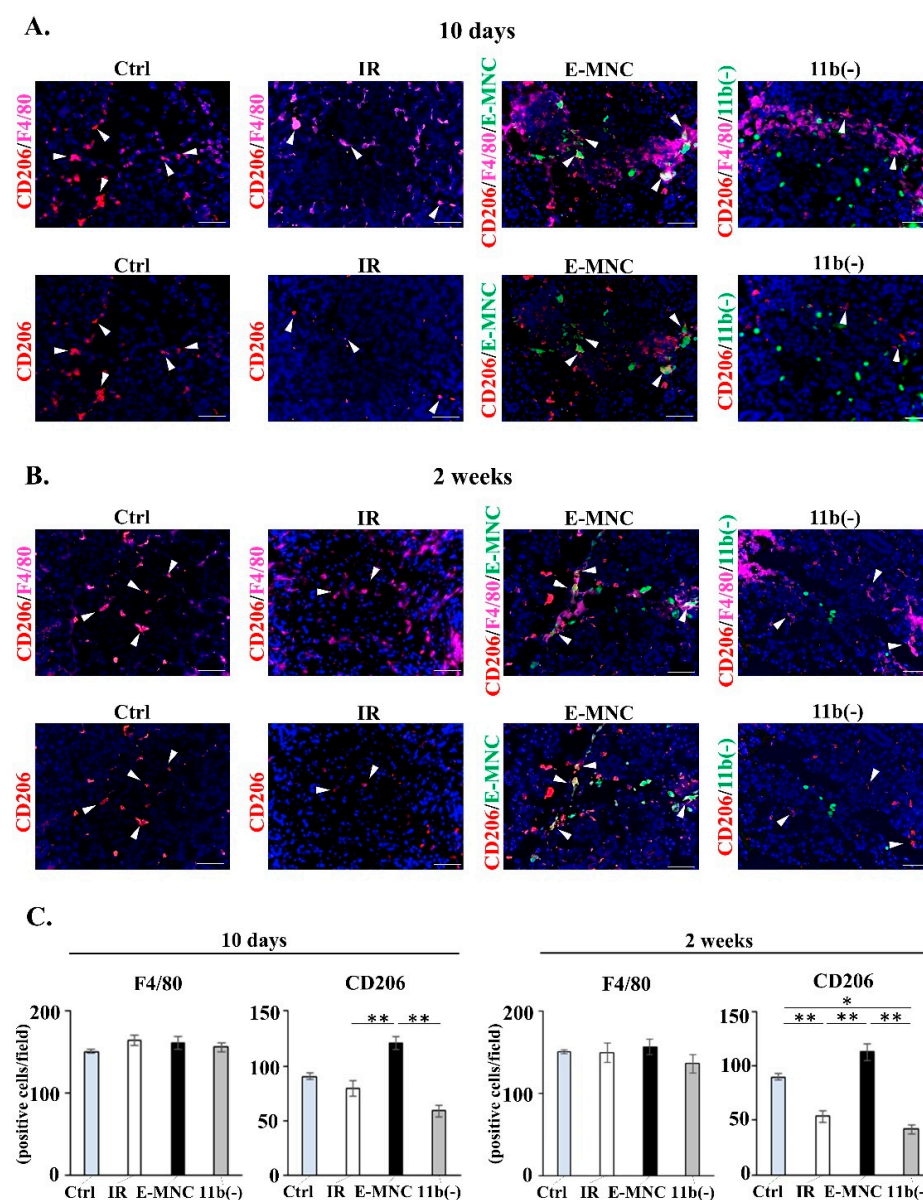 A.
10 days
Ctrl IR E-MNC 11b(-)
CD206/F4/80 CD206/F4/80 CD206/F4/80/E-MNC CD206/F4/80/11b(-)
Ctrl IR E-MNC 11b(-)
CD206 CD206 CD206/E-MNC CD206/11b(-)
B.
2 weeks
Ctrl IR E-MNC 11b(-)
CD206/F4/80 CD206/F4/80 CD206/F4/80/E-MNC CD206/F4/80/11b(-)
Ctrl IR E-MNC 11b(-)
CD206 CD206 CD206/E-MNC CD206/11b(-)
C.
10 days 2 weeks
F4/80 CD206 F4/80 CD206
(positive cells/field) (positive cells/field)
200 150 200 150
*
** ** ** ** **
100 100 100 100
50 50
0 0 0 0
Ctrl IR E-MNC 11b(-) Ctrl IR E-MNC 11b(-) Ctrl IR E-MNC 11b(-) Ctrl IR E-MNC 11b(-)